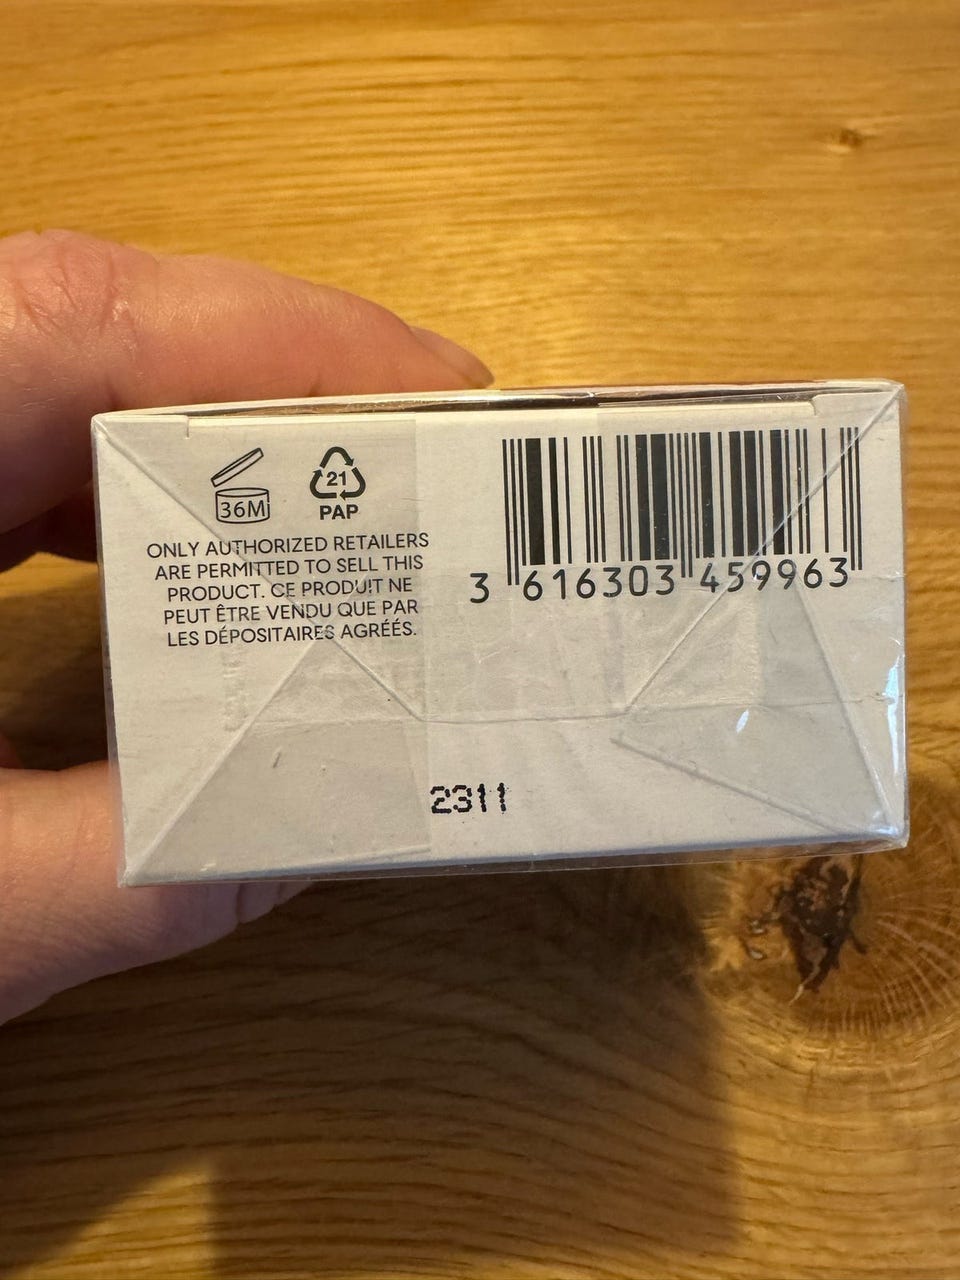 36M
21
PAP
ONLY AUTHORIZED RETAILERS
ARE PERMITTED TO SELL THIS
PRODUCT. CE PRODUIT NE
PEUT ÊTRE VENDU QUE PAR
LES DÉPOSITAIRES AGRÉÉS.
3 616303 459963
2311